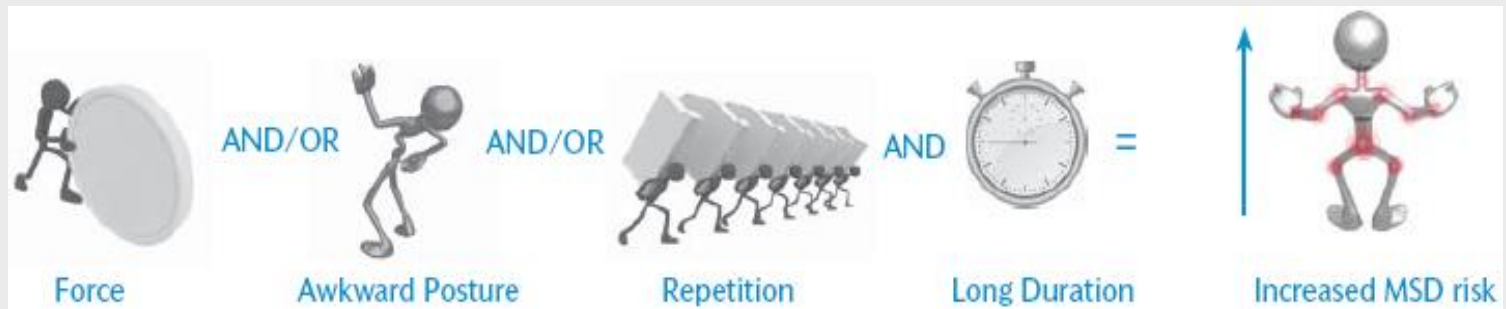 AND/OR AND/OR AND =
Force Awkward Posture Repetition Long Duration Increased MSD risk